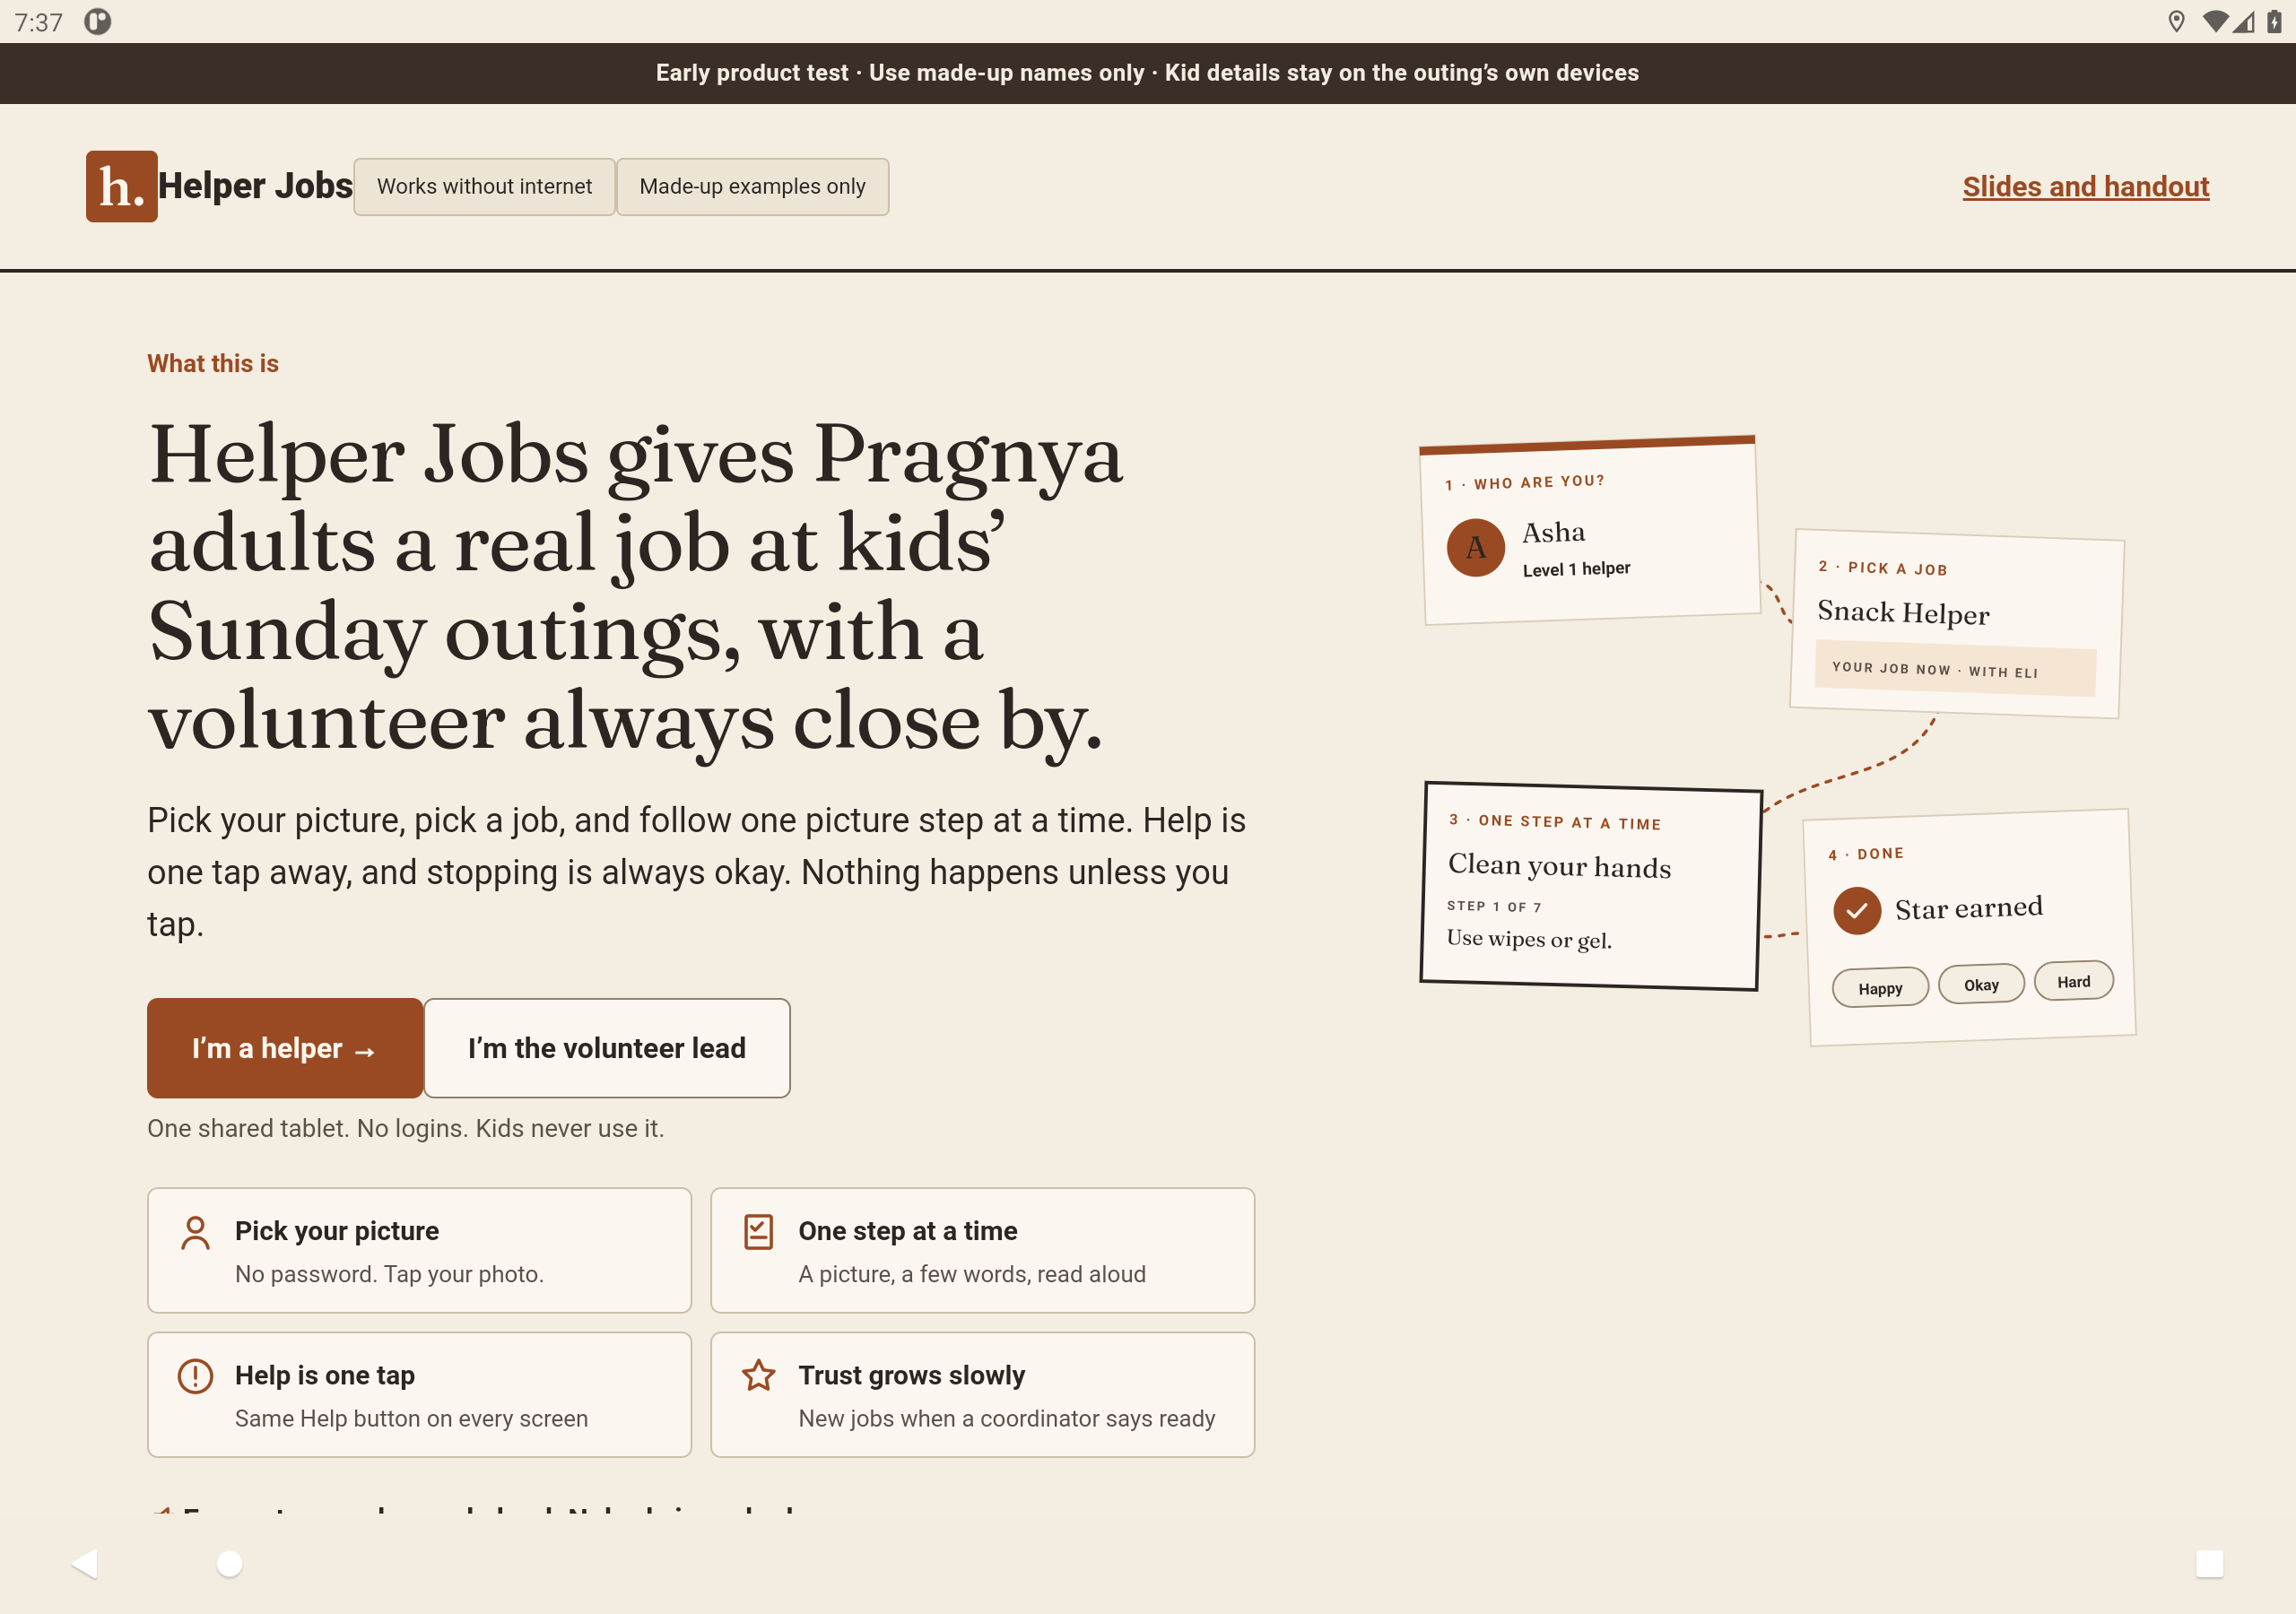 7:37
Early product test · Use made-up names only · Kid details stay on the outing’s own devices
h.
Helper Jobs
Works without internet
Made-up examples only
Slides and handout
What this is
Helper Jobs gives Pragnya
adults a real job at kids’
Sunday outings, with a
volunteer always close by.
Pick your picture, pick a job, and follow one picture step at a time. Help is
one tap away, and stopping is always okay. Nothing happens unless you
tap.
I’m a helper →
I’m the volunteer lead
One shared tablet. No logins. Kids never use it.
Pick your picture
No password. Tap your photo.
One step at a time
A picture, a few words, read aloud
Help is one tap
Same Help button on every screen
Trust grows slowly
New jobs when a coordinator says ready
1 · WHO ARE YOU?
A
Asha
Level 1 helper
2 · PICK A JOB
Snack Helper
YOUR JOB NOW · WITH ELI
3 · ONE STEP AT A TIME
Clean your hands
STEP 1 OF 7
Use wipes or gel.
4 · DONE
Star earned
Happy
Okay
Hard